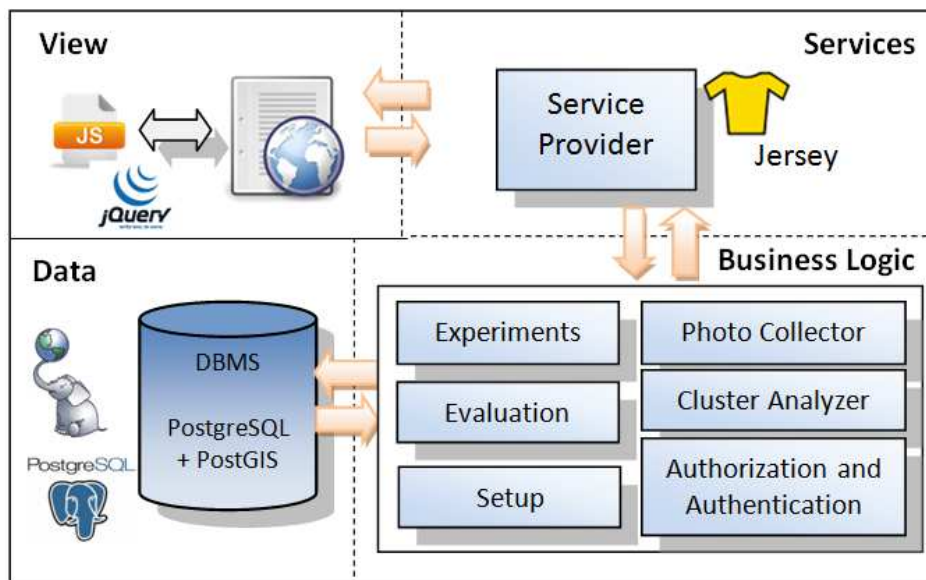 View
Services
JS
jQuery
Service
Provider
Jersey
Data
Business Logic
DBMS
PostgreSQL
+ PostGIS
PostgreSQL
Experiments
Photo Collector
Evaluation
Cluster Analyzer
Setup
Authorization and
Authentication